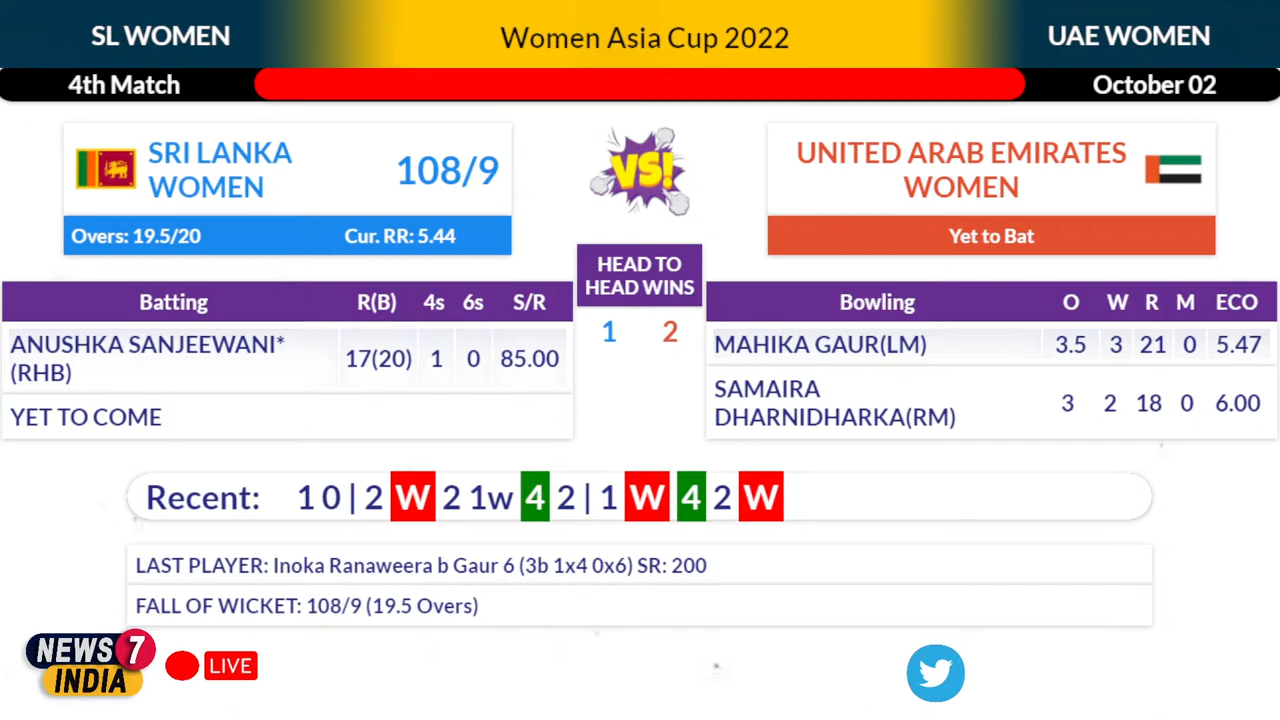 SL WOMEN
Women Asia Cup 2022
UAE WOMEN
4th Match
October 02
SRI LANKA
WOMEN
108/9
Overs: 19.5/20
Cur. RR: 5.44
VS!
UNITED ARAB EMIRATES
WOMEN
Yet to Bat
HEAD TO
HEAD WINS
1 2
Batting R(B) 4s 6s S/R
ANUSHKA SANJEEWANI*
(RHB) 17(20) 1 0 85.00
YET TO COME
Bowling O W R M ECO
MAHIKA GAUR(LM) 3.5 3 21 0 5.47
SAMAIRA
DHARNIDHARKA(RM) 3 2 18 0 6.00
Recent: 1 0 | 2 W 2 1w 4 2 | 1 W 4 2 W
LAST PLAYER: Inoka Ranaweera b Gaur 6 (3b 1x4 0x6) SR: 200
FALL OF WICKET: 108/9 (19.5 Overs)
NEWS 7
INDIA
LIVE